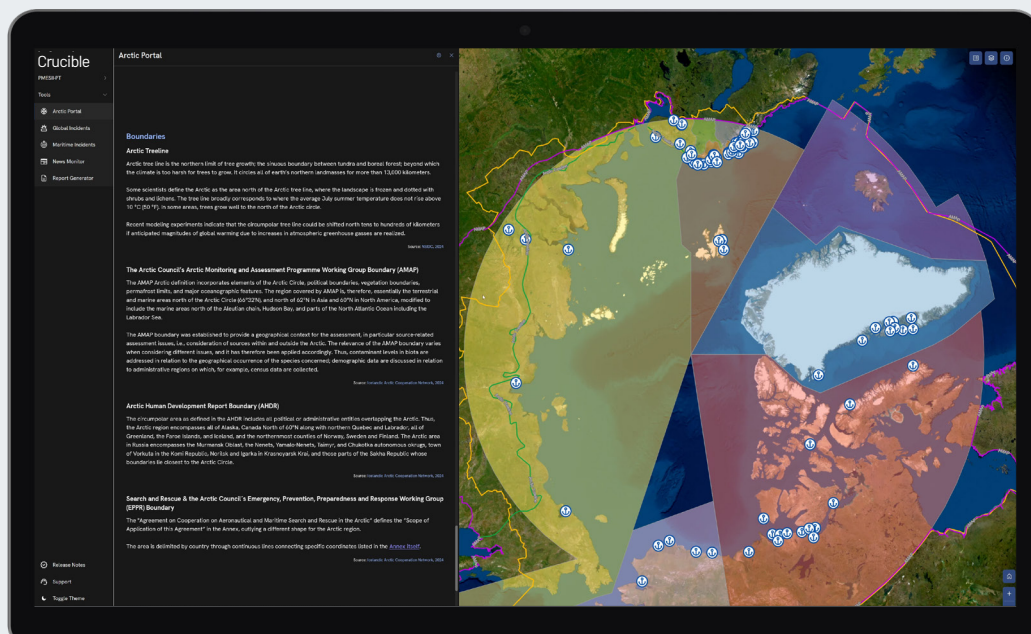 Crucible
PMESII-PT
Tools
Arctic Portal
Global Incidents
Maritime Incidents
News Monitor
Report Generator
Release Notes
Support
Toggle Theme
Arctic Portal
Boundaries
Arctic Treeline
Arctic tree line is the northern limit of tree growth; the sinuous boundary between tundra and boreal forest; beyond which
the climate is too harsh for trees to grow. It circles all of earth's northern landmasses for more than 13,000 kilometers.
Some scientists define the Arctic as the area north of the Arctic tree line, where the landscape is frozen and dotted with
shrubs and lichens. The tree line broadly corresponds to where the average July summer temperature does not rise above
10 °C (50 °F). In some areas, trees grow well to the north of the Arctic circle.
Recent modeling experiments indicate that the circumpolar tree line could be shifted north tens to hundreds of kilometers
if anticipated magnitudes of global warming due to increases in atmospheric greenhouse gasses are realized.
Source: 2024
The Arctic Council's Arctic Monitoring and Assessment Programme Working Group Boundary (AMAP)
The AMAP Arctic definition incorporates elements of the Arctic Circle, political boundaries, vegetation boundaries,
permafrost limits, and major oceanographic features. The region covered by AMAP is, therefore, essentially the terrestrial
and marine areas north of the Arctic Circle (66°32'N), and north of 62°N in Asia and 60°N in North America, modified to
include the marine areas north of the Aleutian chain, Hudson Bay, and parts of the North Atlantic Ocean including the
Labrador Sea.
The AMAP boundary was established to provide a geographical context for the assessment, in particular source-related
assessment issues, i.e., consideration of sources within and outside the Arctic. The relevance of the AMAP boundary varies
when considering different issues, and it has therefore been applied accordingly. Thus, contaminant levels in biota are
addressed in relation to the geographical occurrence of the species concerned; demographic data are discussed in relation
to administrative regions on which, for example, census data are collected.
Source: Icelandic Arctic Cooperation Network, 2024
Arctic Human Development Report Boundary (AHDR)
The circumpolar area as defined in the AHDR includes all political or administrative entities overlapping the Arctic. Thus,
the Arctic region encompasses all of Alaska, Canada North of 60°N along with northern Quebec and Labrador, all of
Greenland, the Faroe Islands, and Iceland, and the northernmost counties of Norway, Sweden and Finland. The Arctic area
in Russia encompasses the Murmansk Oblast, the Nenets, Yamalo-Nenets, Taimyr, and Chukotka autonomous okrugs, town
of Vorkuta in the Komi Republic, Norilsk and Igarka in Krasnoyarsk Krai, and those parts of the Sakha Republic whose
boundaries lie closest to the Arctic Circle.
Source: Icelandic Arctic Cooperation Network, 2024
Search and Rescue & the Arctic Council's Emergency, Prevention, Preparedness and Response Working Group
(EPPR) Boundary
The "Agreement on Cooperation on Aeronautical and Maritime Search and Rescue in the Arctic" defines the "Scope of
Application of this Agreement" in the Annex, outlying a different shape for the Arctic region.
The area is delimited by country through continuous lines connecting specific coordinates listed in the Annex itself.
Source: Icelandic Arctic Cooperation Network, 2024